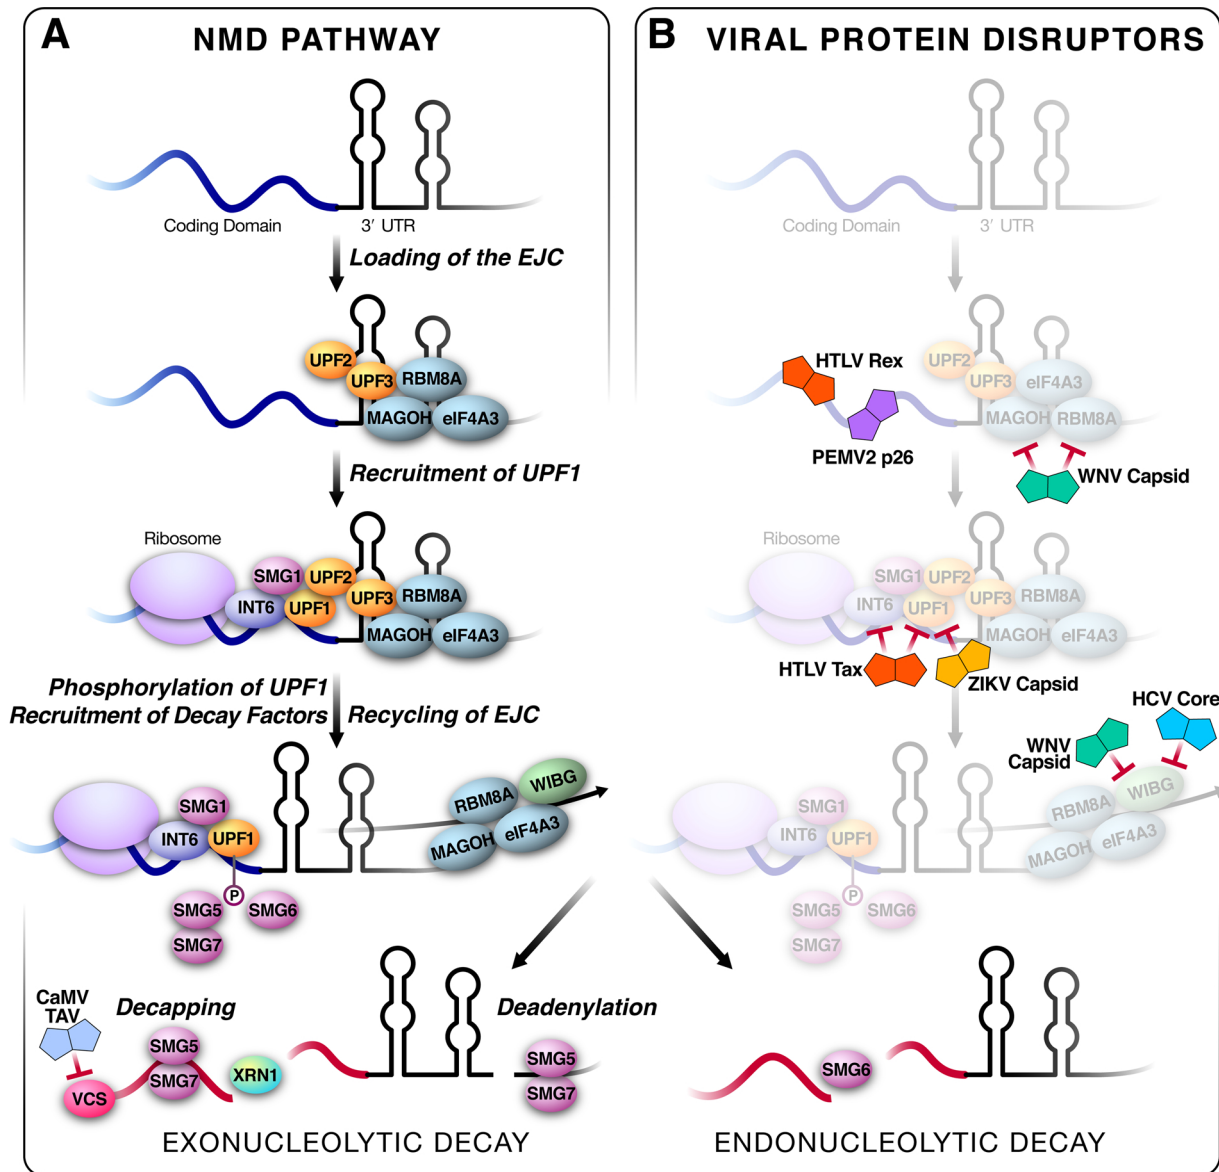 A
NMD PATHWAY
Coding Domain
3′ UTR
Loading of the EJC
UPF2
UPF3
RBM8A
MAGOH
eIF4A3
Recruitment of UPF1
Ribosome
SMG1
UPF2
INT6
UPF1
UPF3
RBM8A
MAGOH
eIF4A3
Phosphorylation of UPF1
Recruitment of Decay Factors
Recycling of EJC
SMG1
INT6
UPF1
P
SMG5
SMG6
SMG7
RBM8A
WIBG
MAGOH
eIF4A3
CaMV
TAV
Decapping
SMG5
SMG7
VCS
XRN1
Deadenylation
SMG5
SMG7
EXONUCLEOLYTIC DECAY
B
VIRAL PROTEIN DISRUPTORS
Coding Domain
3′ UTR
HTLV Rex
UPF2
UPF3
eIF4A3
MAGOH
RBM8A
PEMV2 p26
WNV Capsid
Ribosome
SMG1
UPF2
INT6
UPF1
UPF3
RBM8A
MAGOH
eIF4A3
HTLV Tax
ZIKV Capsid
HCV Core
WNV
Capsid
SMG1
INT6
UPF1
P
SMG5
SMG6
SMG7
RBM8A
WIBG
MAGOH
eIF4A3
SMG6
ENDONUCLEOLYTIC DECAY